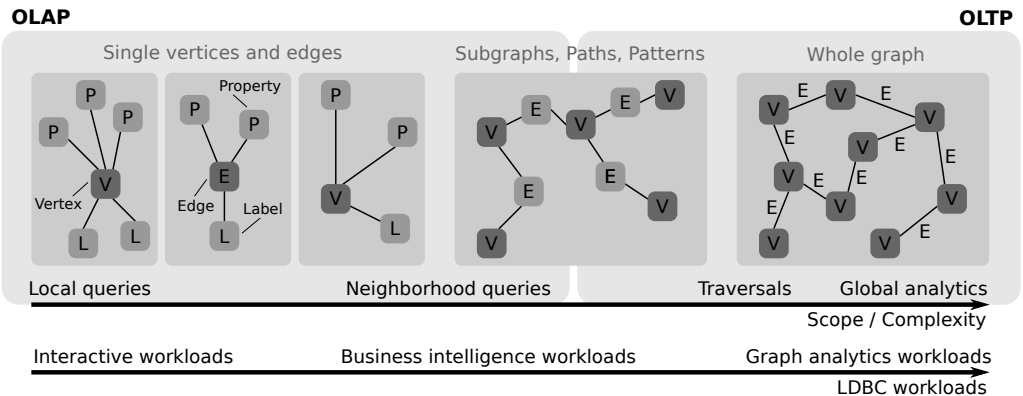 OLAP
OLTP
Single vertices and edges
Subgraphs, Paths, Patterns
Whole graph
P
P
P
V
Vertex
L
L
Property
P
P
E
Edge
Label
L
P
P
V
L
V
E
V
E
V
E
E
V
V
V
E
V
E
V
E
V
E
E
V
E
E
V
V
E
V
E
V
Local queries
Neighborhood queries
Traversals
Global analytics
Scope / Complexity
Interactive workloads
Business intelligence workloads
Graph analytics workloads
LDBC workloads